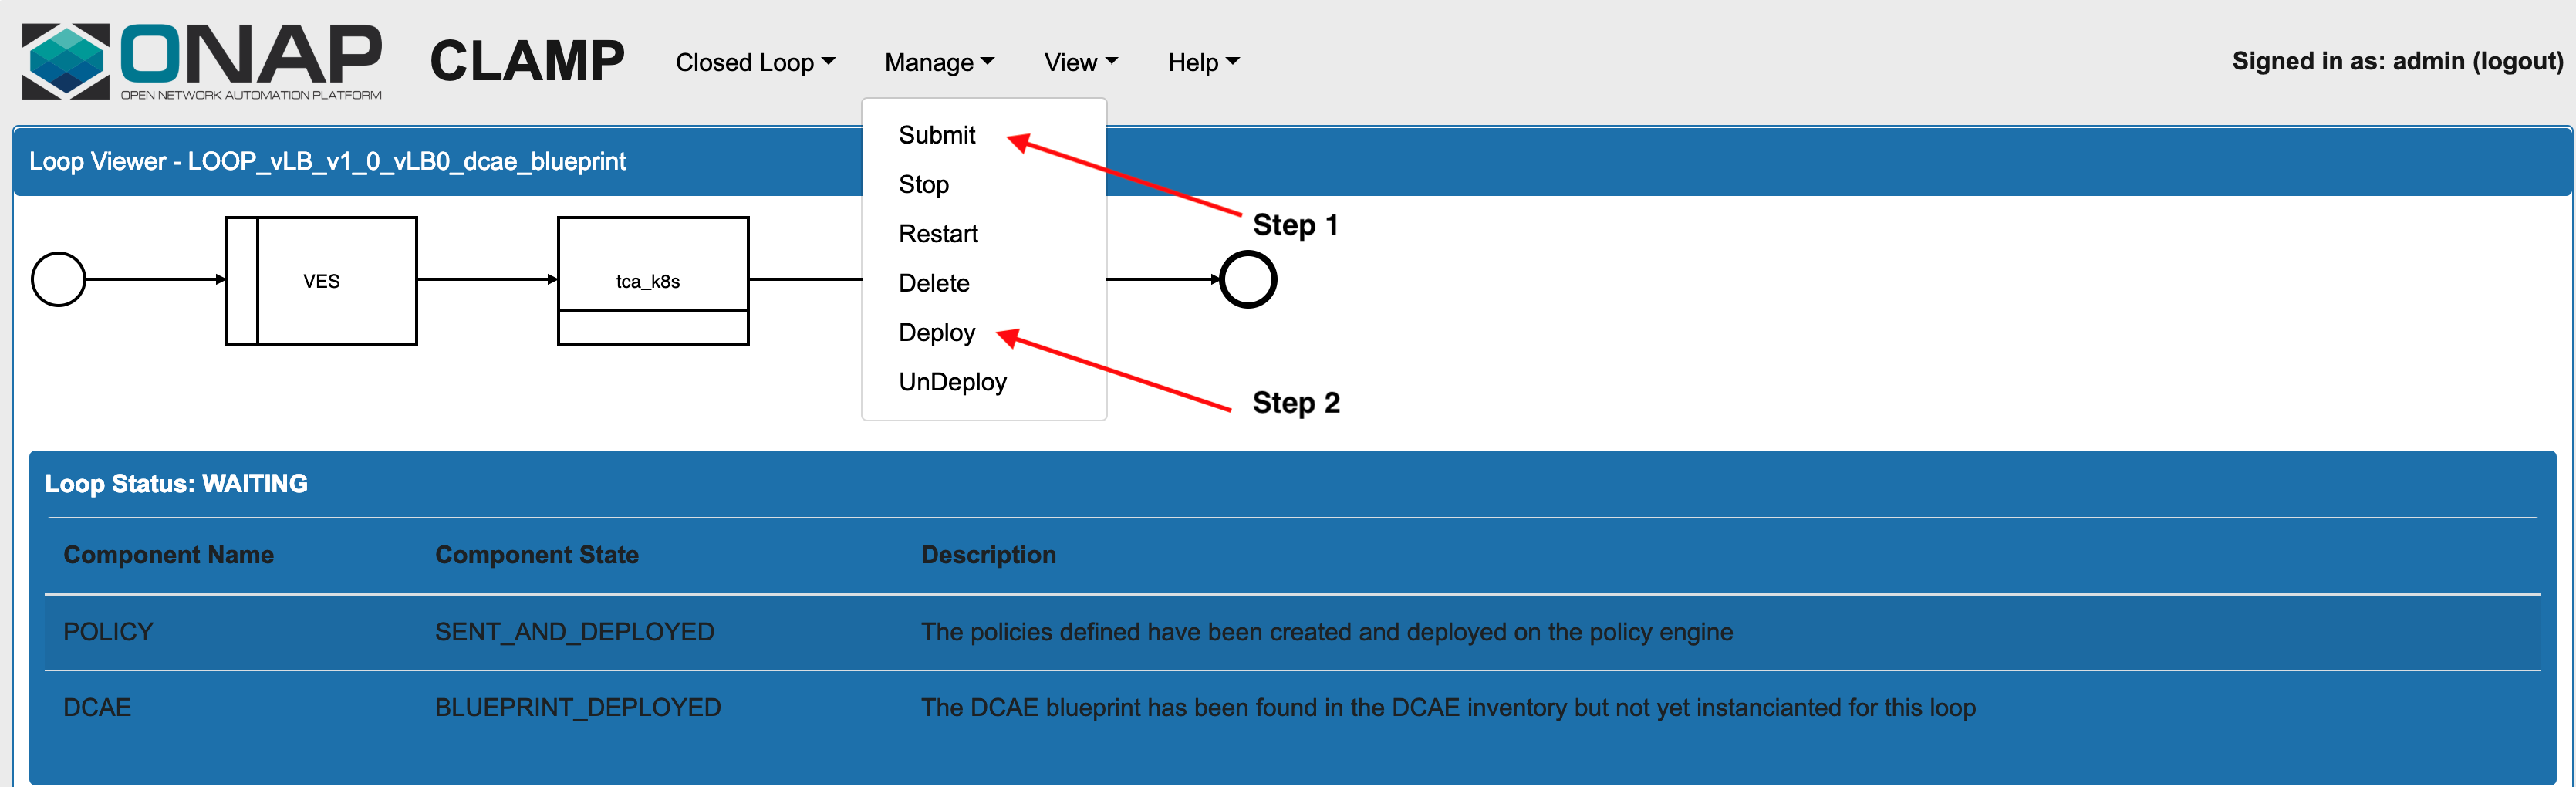 ONAP
OPEN NETWORK AUTOMATION PLATFORM
CLAMP
Closed Loop
Manage
View
Help
Signed in as: admin (logout)
Submit
Stop
Restart
Delete
Deploy
UnDeploy
Step 1
Step 2
Loop Viewer - LOOP_vLB_v1_0_vLB0_dcae_blueprint
VES
tca_k8s
Loop Status: WAITING
Component Name Component State Description
POLICY SENT_AND_DEPLOYED The policies defined have been created and deployed on the policy engine
DCAE BLUEPRINT_DEPLOYED The DCAE blueprint has been found in the DCAE inventory but not yet instancianted for this loop